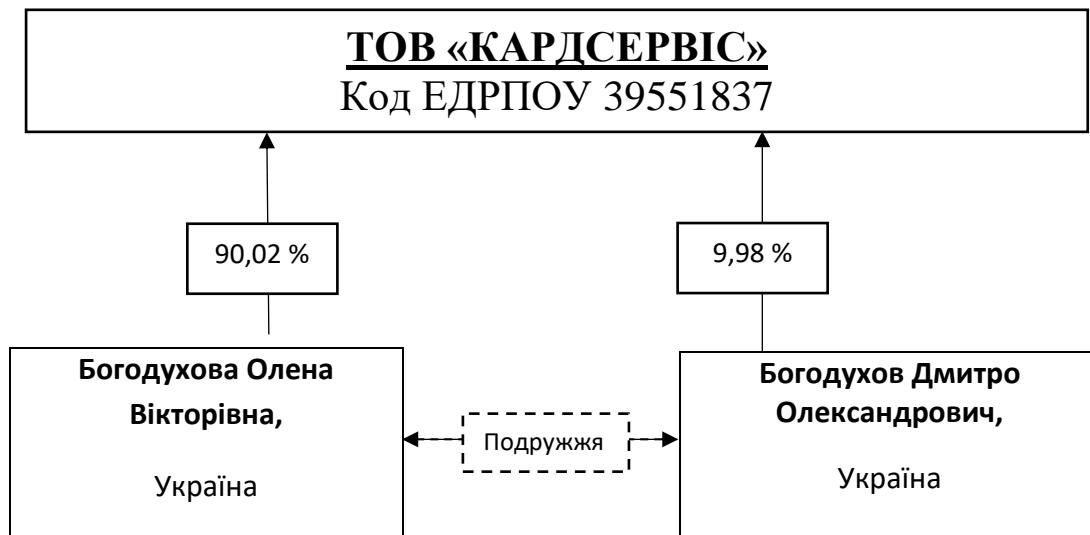 ТОВ «КАРДСЕРВІС»
Код ЕДРПОУ 39551837
90,02 %
9,98 %
Богодухова Олена
Вікторівна,
Україна
Подружжя
Богодухов Дмитро
Олександрович,
Україна